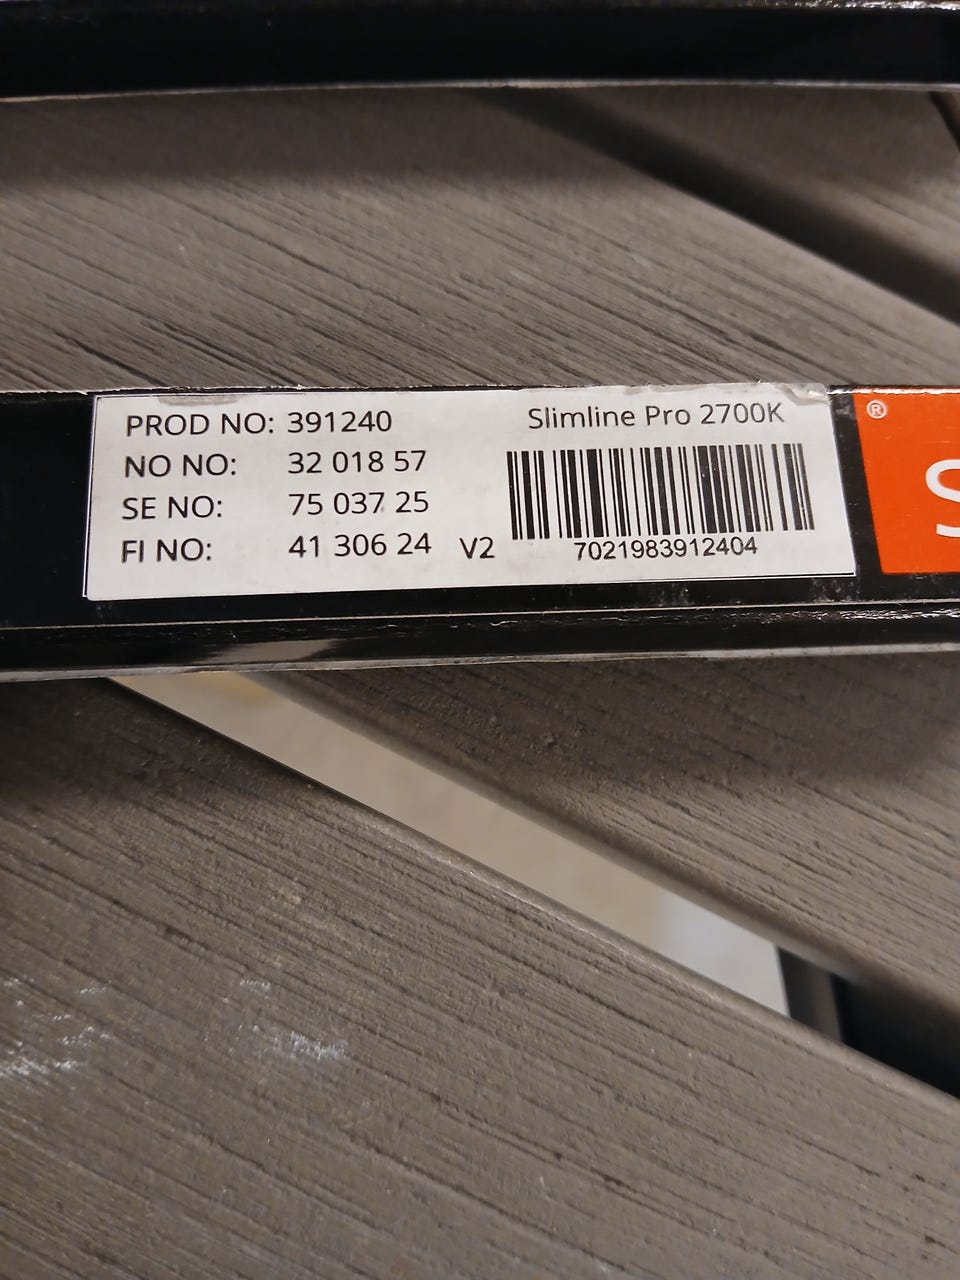 PROD NO: 391240
NO NO: 32 018 57
SE NO: 75 037 25
FI NO: 41 306 24 V2
Slimline Pro 2700K
7021983912404
®
S